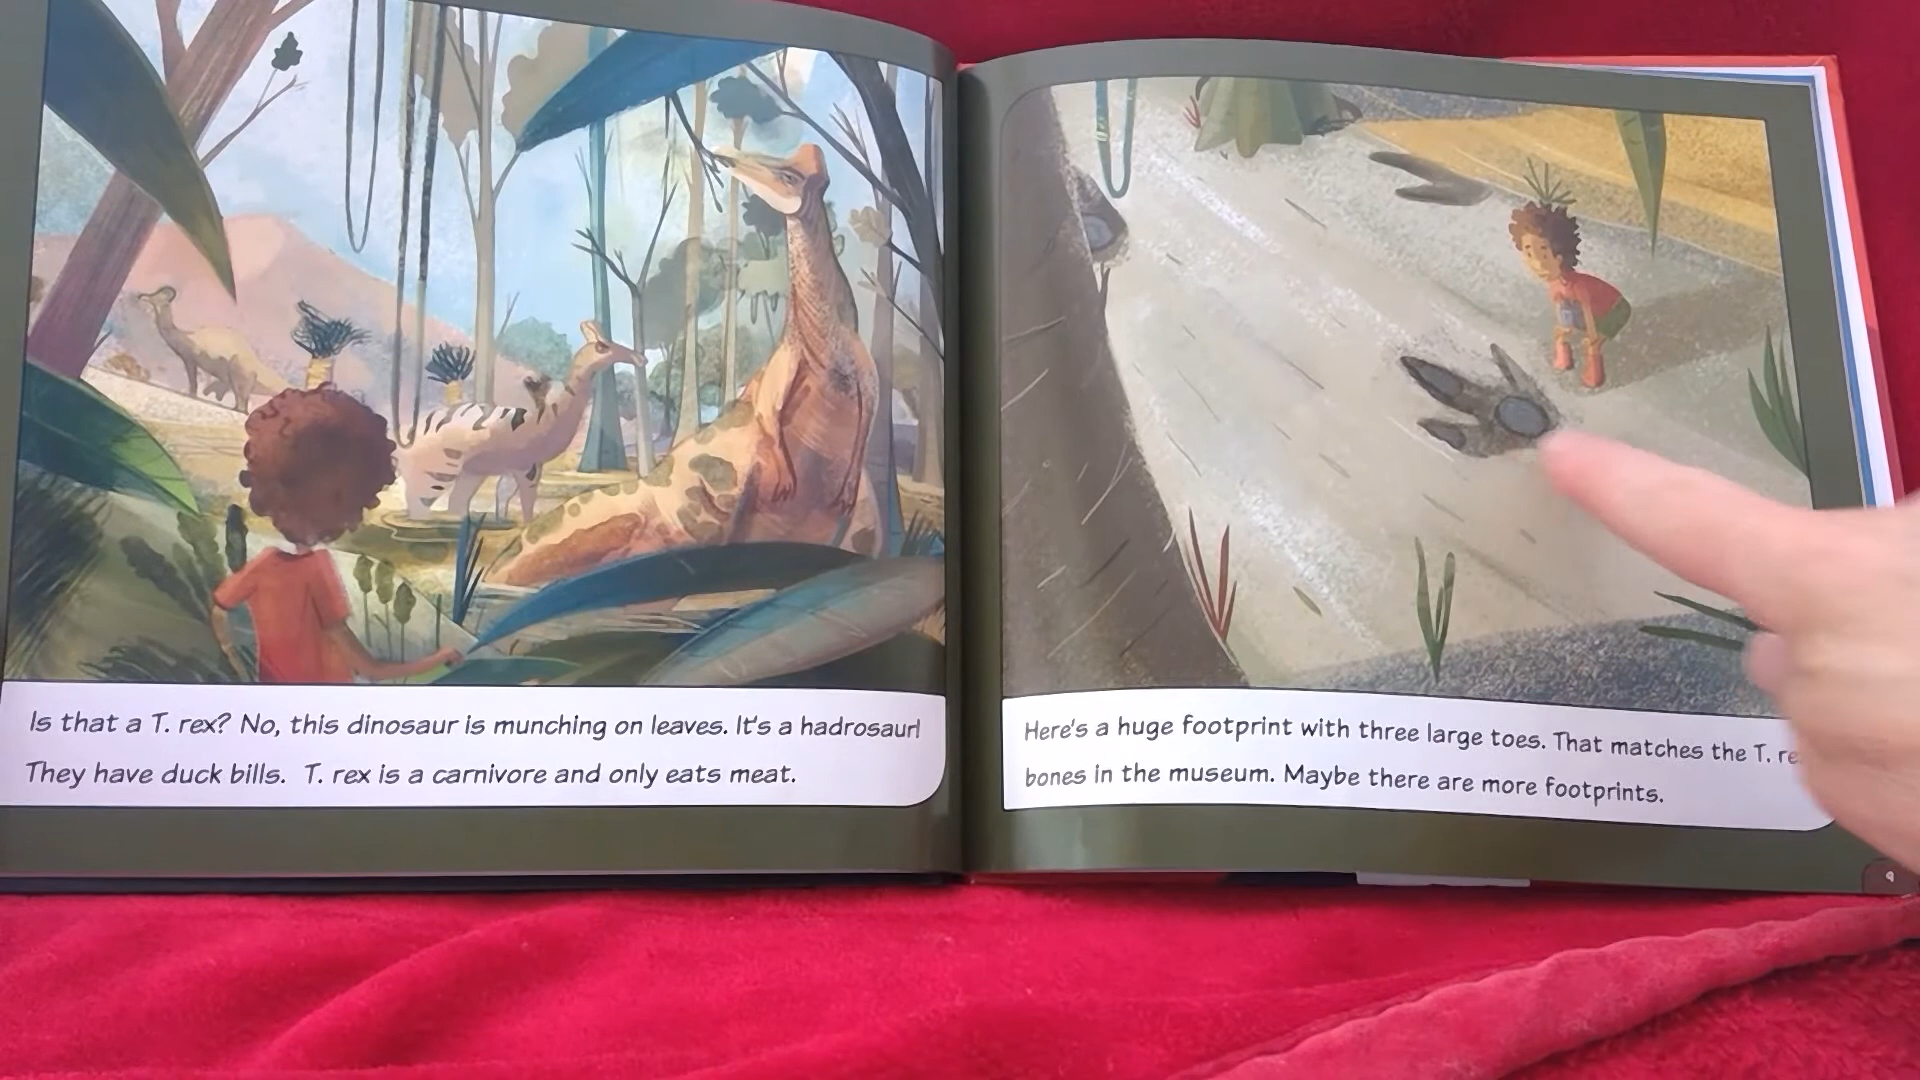 Is that a T. rex? No, this dinosaur is munching on leaves. It's a hadrosaur!
They have duck bills. T. rex is a carnivore and only eats meat.
Here's a huge footprint with three large toes. That matches the T. re
bones in the museum. Maybe there are more footprints.
9